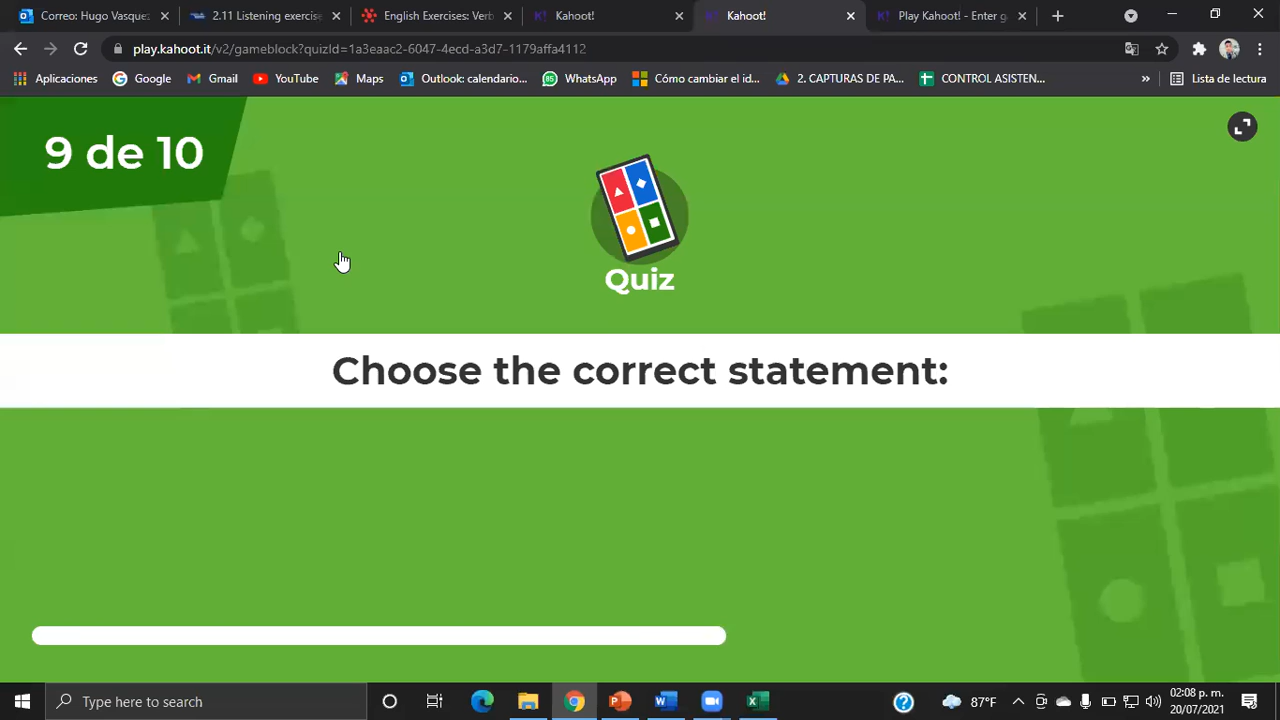 Correo: Hugo Vasquez
2.11 Listening exercise
English Exercises: Verb
Kahoot!
Kahoot!
Play Kahoot! - Enter g
play.kahoot.it/v2/gameblock?quizId=1a3eaac2-6047-4ecd-a3d7-1179affa4112
Aplicaciones
Google
Gmail
YouTube
Maps
Outlook: calendario...
WhatsApp
Cómo cambiar el id...
2. CAPTURAS DE PA...
CONTROL ASISTEN...
»
Lista de lectura
9 de 10
Quiz
Choose the correct statement:
Type here to search
87°F
02:08 p. m.
20/07/2021